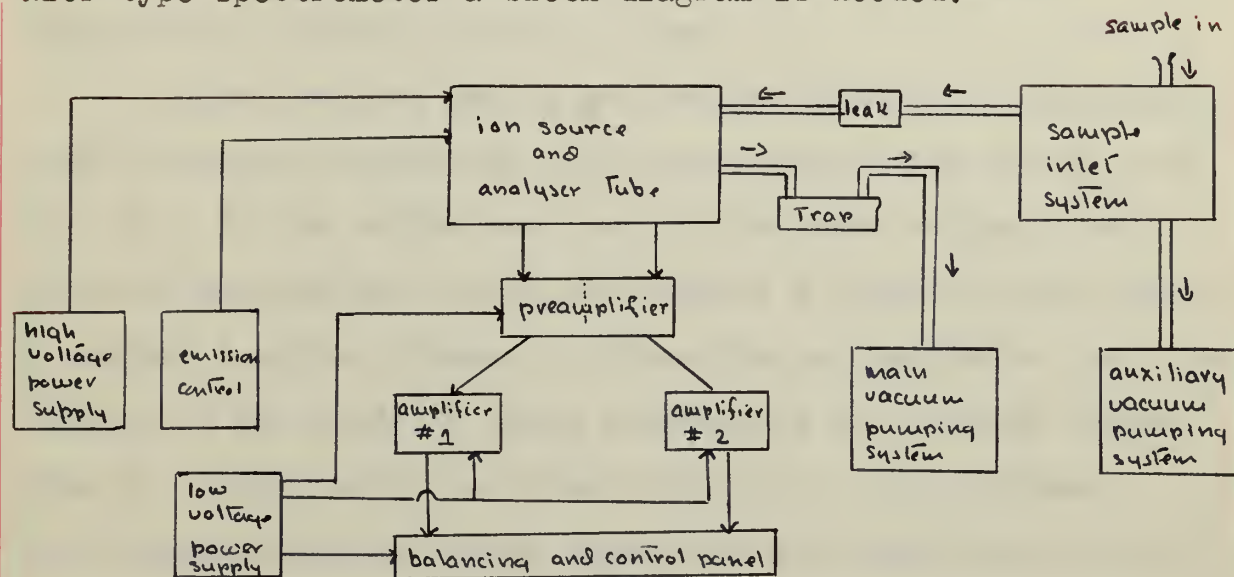 type spectrometer a block diagram is needed.
sample in
ion source
and
analyser Tube
leak
sample
inlet
system
Trap
preamplifier
high
voltage
power
supply
emission
control
amplifier
# 1
amplifier
# 2
main
vacuum
pumping
system
auxiliary
vacuum
pumping
system
low
voltage
power
supply
balancing and control panel